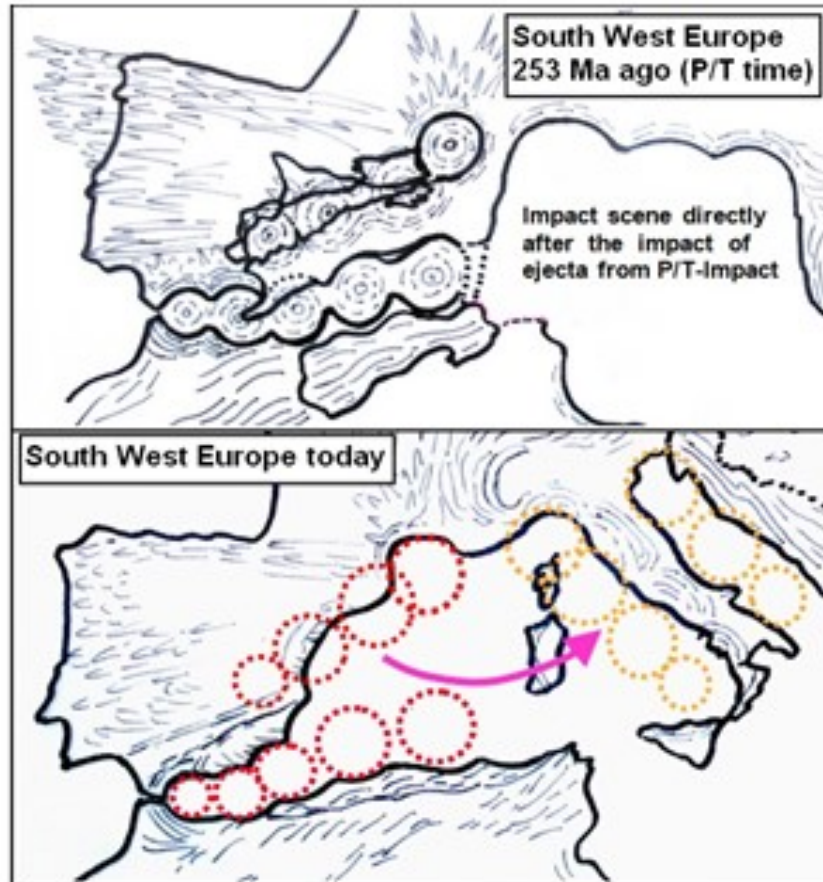 South West Europe
253 Ma ago (P/T time)
Impact scene directly
after the impact of
ejecta from P/T-Impact
South West Europe today